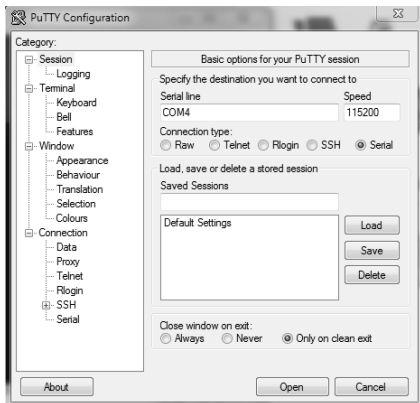 PuTTY Configuration
Category:
Session
Logging
Terminal
Keyboard
Bell
Features
Window
Appearance
Behaviour
Translation
Selection
Colours
Connection
Data
Proxy
Telnet
Rlogin
SSH
Serial
Basic options for your PuTTY session
Specify the destination you want to connect to
Serial line Speed
COM4 115200
Connection type:
Raw Telnet Rlogin SSH Serial
Load, save or delete a stored session
Saved Sessions
Default Settings
Load
Save
Delete
Close window on exit:
Always Never Only on clean exit
About Open Cancel